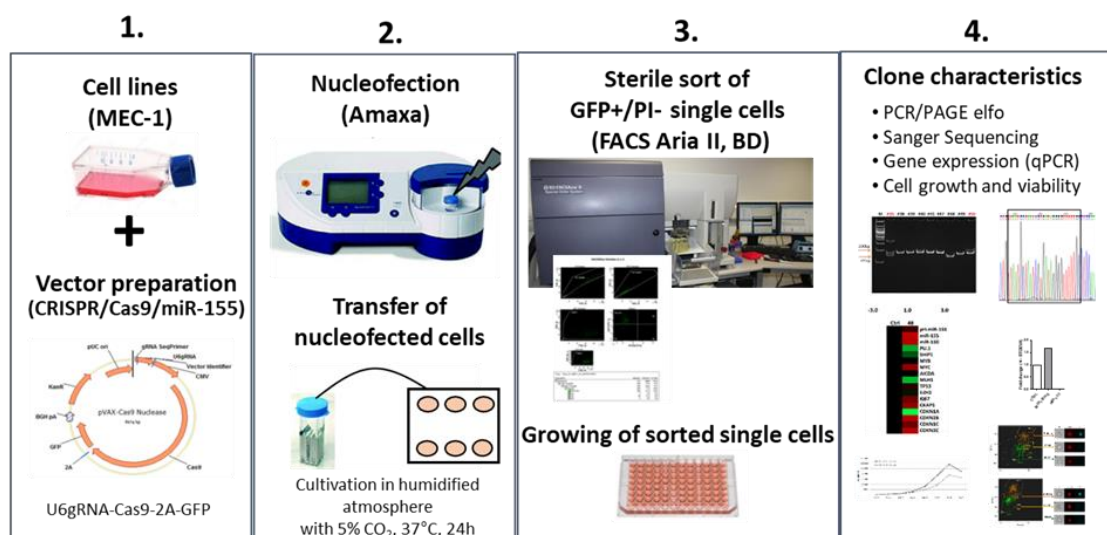 1.
Cell lines
(MEC-1)
+
Vector preparation
(CRISPR/Cas9/miR-155)
pUC ori
gRNA SeqPrimer
U6gRNA
Vector Identifier
CMV
KanR
pVAX-Cas9 Nuclease
BGH pA
GFP
2A
Cas9
U6gRNA-Cas9-2A-GFP
2.
Nucleofection
(Amaxa)
Transfer of
nucleofected cells
Cultivation in humidified
atmosphere
with 5% CO₂, 37°C, 24h
3.
Sterile sort of
GFP+/PI- single cells
(FACS Aria II, BD)
Growing of sorted single cells
4.
Clone characteristics
• PCR/PAGE elfo
• Sanger Sequencing
• Gene expression (qPCR)
• Cell growth and viability
-3.0 1.0 3.0
Ctrl
MYB
MYC
TP53